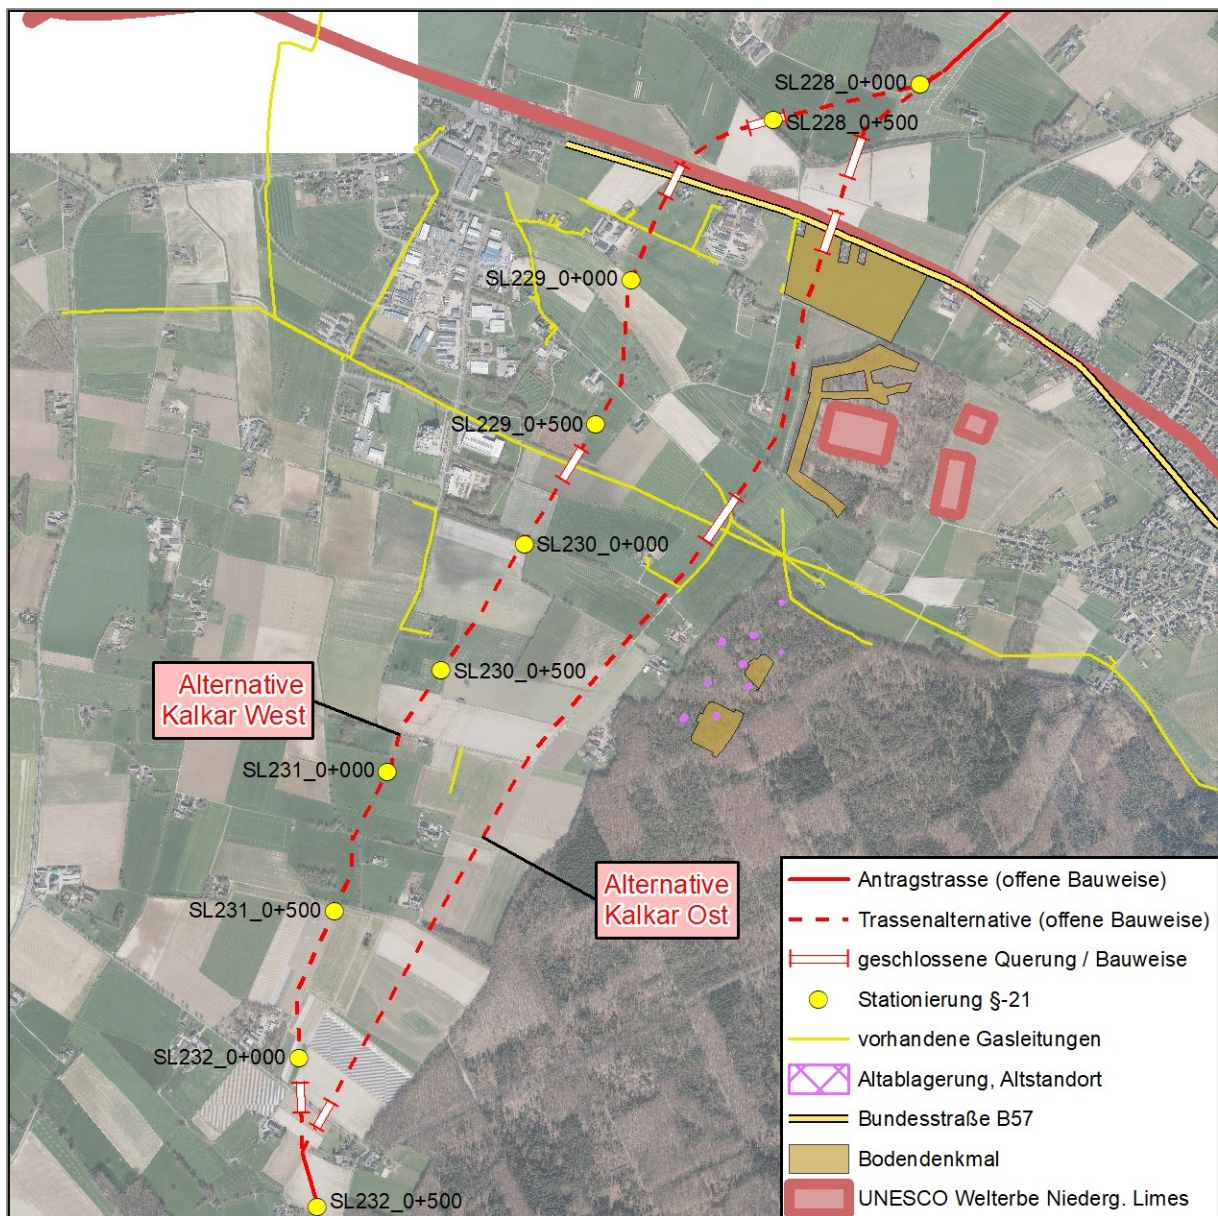 SL228_0+000
SL228_0+500
SL229_0+000
SL229_0+500
SL230_0+000
SL230_0+500
Alternative
Kalkar West
SL231_0+000
Alternative
Kalkar Ost
SL231_0+500
SL232_0+000
SL232_0+500
Antragstrasse (offene Bauweise)
Trassenalternative (offene Bauweise)
geschlossene Querung / Bauweise
Stationierung §-21
vorhandene Gasleitungen
Altablagerung, Altstandort
Bundesstraße B57
Bodendenkmal
UNESCO Welterbe Niederg. Limes